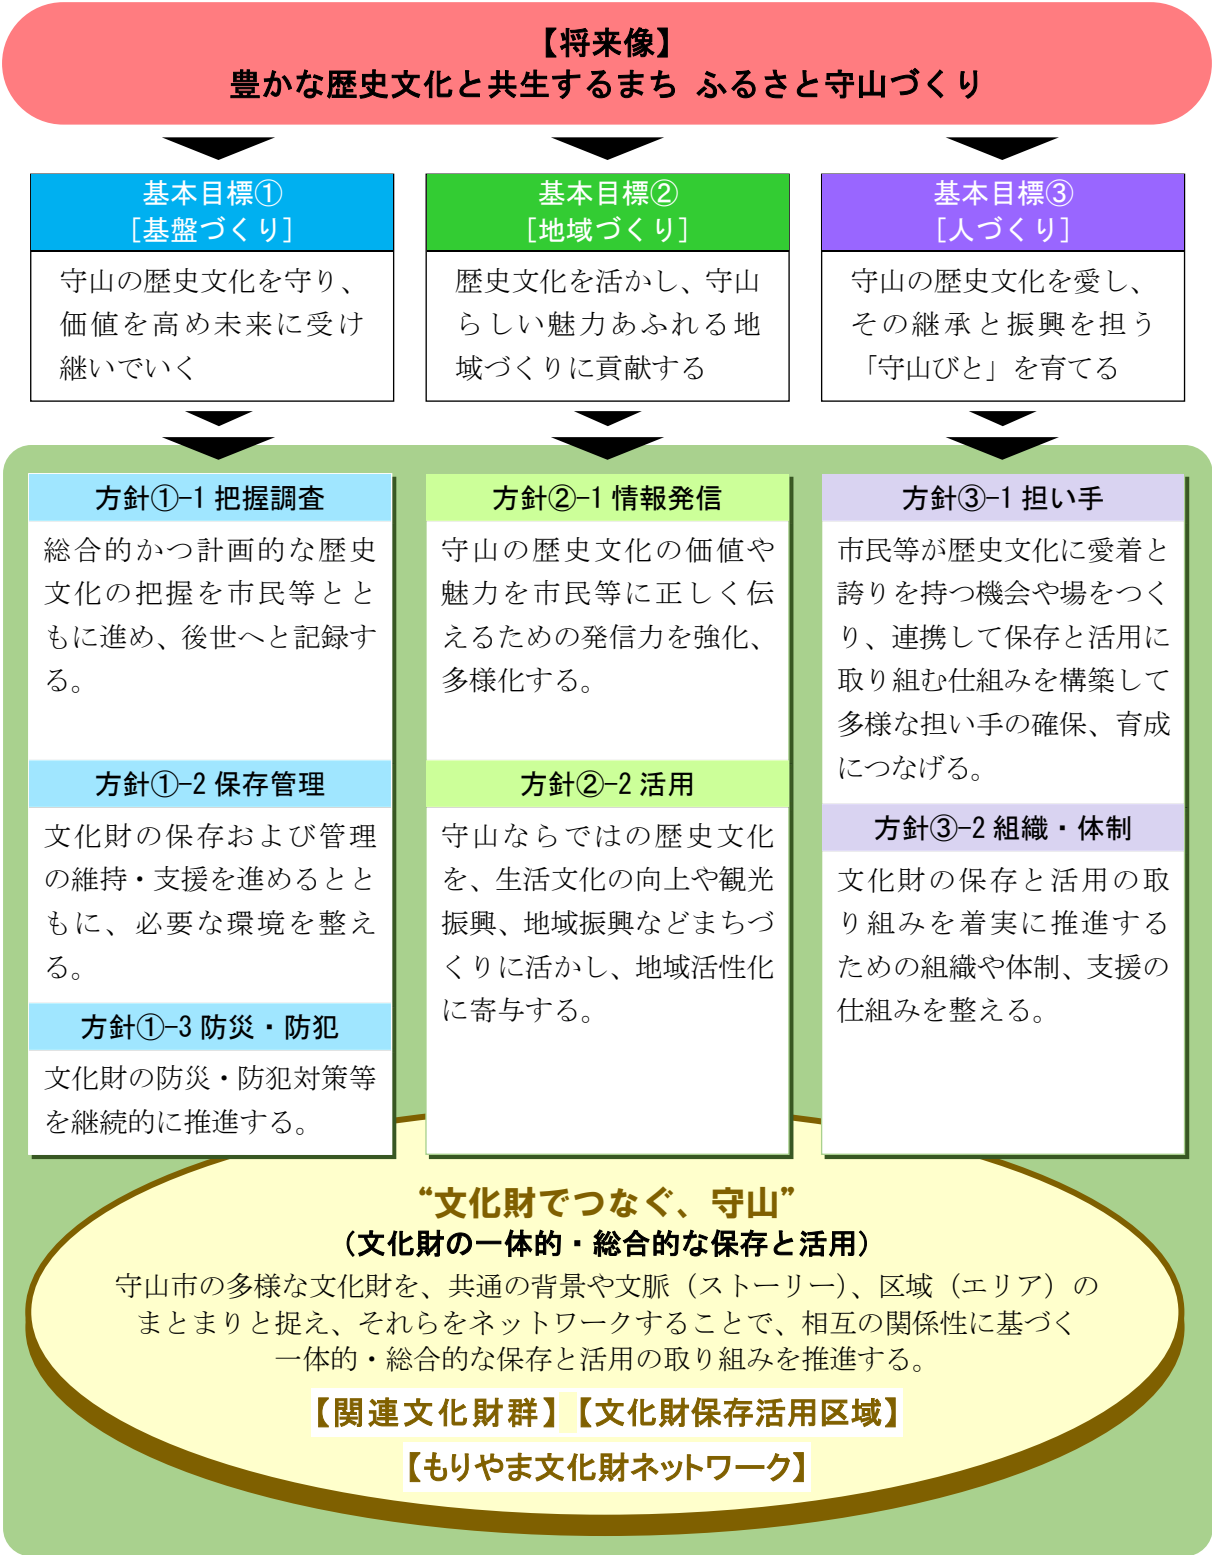 【将来像】
豊かな歴史文化と共生するまち ふるさと守山づくり
基本目標①
[基盤づくり]
守山の歴史文化を守り、
価値を高め未来に受け
継いでいく
基本目標②
[地域づくり]
歴史文化を活かし、守山
らしい魅力あふれる地
域づくりに貢献する
基本目標③
[人づくり]
守山の歴史文化を愛し、
その継承と振興を担う
「守山びと」を育てる
方針①-1 把握調査
総合的かつ計画的な歴史
文化の把握を市民等とと
もに進め、後世へと記録す
る。
方針①-2 保存管理
文化財の保存および管理
の維持・支援を進めるとと
もに、必要な環境を整え
る。
方針①-3 防災・防犯
文化財の防災・防犯対策等
を継続的に推進する。
方針②-1 情報発信
守山の歴史文化の価値や
魅力を市民等に正しく伝
えるための発信力を強化、
多様化する。
方針②-2 活用
守山ならではの歴史文化
を、生活文化の向上や観光
振興、地域振興などまちづ
くりに活かし、地域活性化
に寄与する。
方針③-1 担い手
市民等が歴史文化に愛着と
誇りを持つ機会や場をつく
り、連携して保存と活用に
取り組む仕組みを構築して
多様な担い手の確保、育成
につなげる。
方針③-2 組織・体制
文化財の保存と活用の取
り組みを着実に推進する
ための組織や体制、支援の
仕組みを整える。
“文化財でつなぐ、守山”
（文化財の一体的・総合的な保存と活用）
守山市の多様な文化財を、共通の背景や文脈（ストーリー）、区域（エリア）の
まとまりと捉え、それらをネットワークすることで、相互の関係性に基づく
一体的・総合的な保存と活用の取り組みを推進する。
【関連文化財群】【文化財保存活用区域】
【もりやま文化財ネットワーク】